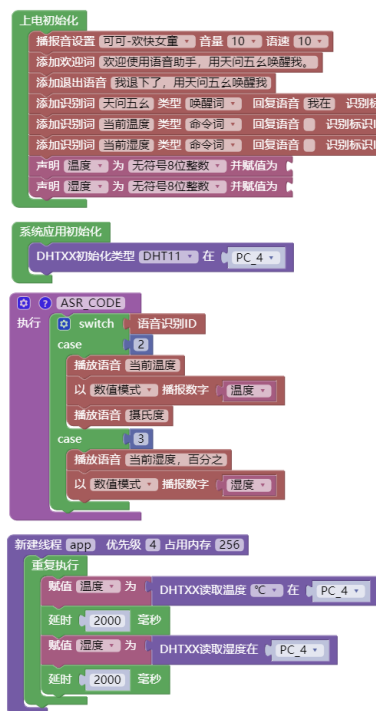 上电初始化
播报音设置 可可-欢快女童 音量 10 语速 10
添加欢迎词 欢迎使用语音助手，用天问五幺唤醒我。
添加退出语音 我退下了，用天问五幺唤醒我
添加识别词 天问五幺 类型 唤醒词 回复语音 我在 识别标
添加识别词 当前温度 类型 命令词 回复语音 识别标识I
添加识别词 当前湿度 类型 命令词 回复语音 识别标识I
声明 温度 为 无符号8位整数 并赋值为
声明 湿度 为 无符号8位整数 并赋值为
系统应用初始化
DHTXX初始化类型 DHT11 在 PC_4
ASR_CODE
执行 switch 语音识别ID
case 2
播放语音 当前温度
以 数值模式 播报数字 温度
播放语音 摄氏度
case 3
播放语音 当前湿度，百分之
以 数值模式 播报数字 湿度
新建线程 app 优先级 4 占用内存 256
重复执行
赋值 温度 为 DHTXX读取温度 ℃ 在 PC_4
延时 2000 毫秒
赋值 湿度 为 DHTXX读取湿度在 PC_4
延时 2000 毫秒